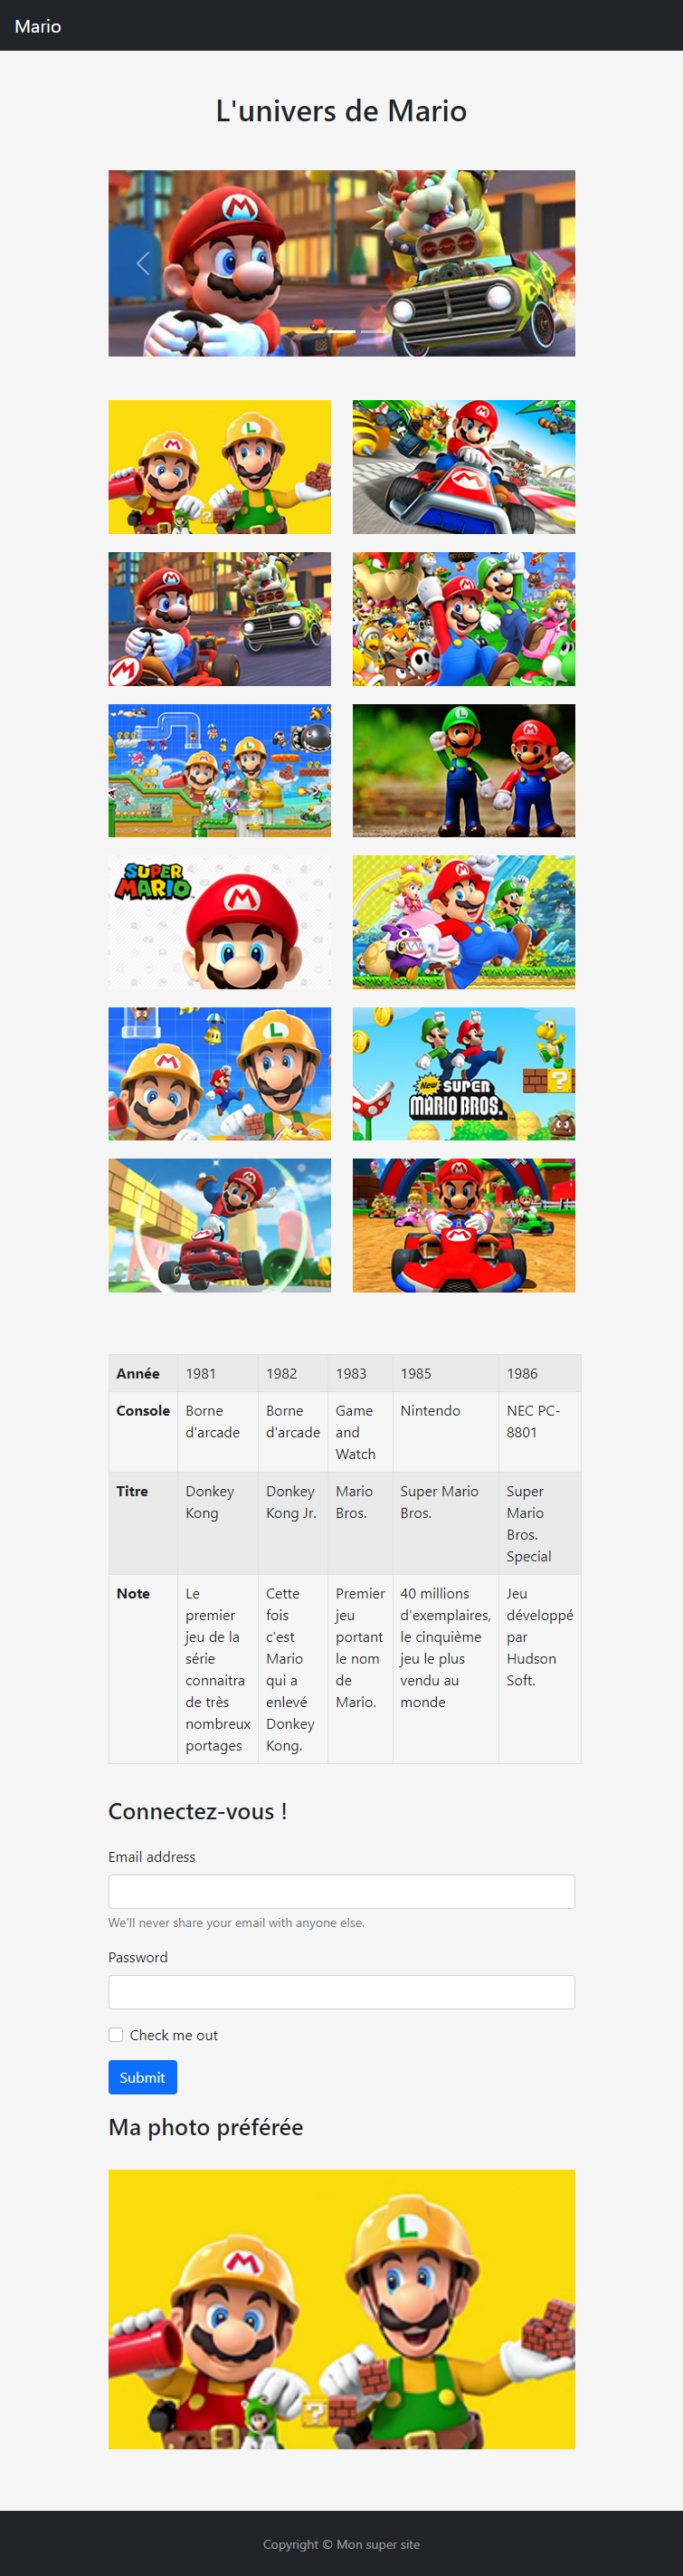 Mario
L'univers de Mario
M
M
L
M
M
M
M
L
M
L
L
M
SUPER
MARIO
M
M
M
L
New SUPER
MARIO BROS.
M
M
M
Année 1981 1982 1983 1985 1986
Console Borne d'arcade Borne d'arcade Game and Watch Nintendo NEC PC-8801
Titre Donkey Kong Donkey Kong Jr. Mario Bros. Super Mario Bros. Super Mario Bros. Special
Note Le premier jeu de la série connaitra de très nombreux portages Cette fois c'est Mario qui a enlevé Donkey Kong. Premier jeu portant le nom de Mario. 40 millions d'exemplaires, le cinquième jeu le plus vendu au monde Jeu développé par Hudson Soft.
Connectez-vous !
Email address
We'll never share your email with anyone else.
Password
Check me out
Submit
Ma photo préférée
M
L
?
Copyright © Mon super site